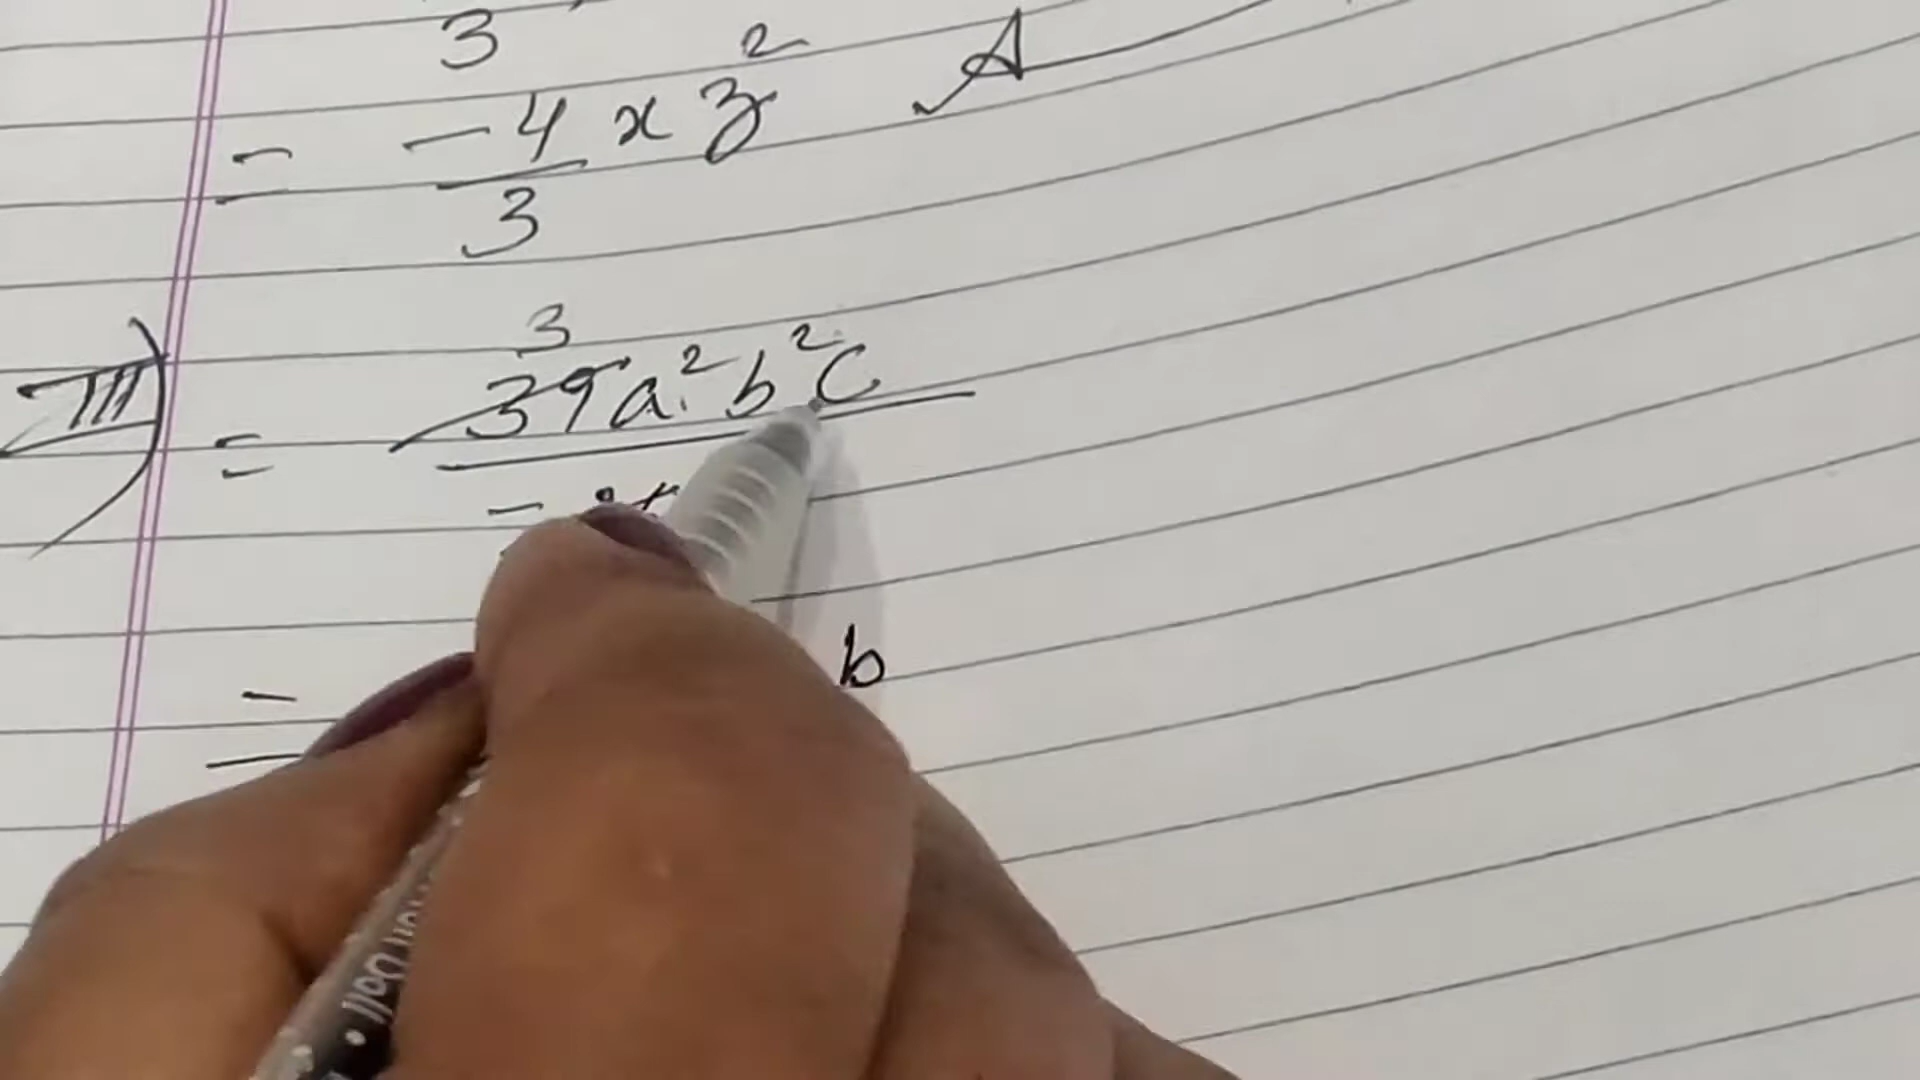 3
= -4 x z²
3
3
III) = 39a²b²c
-
= b